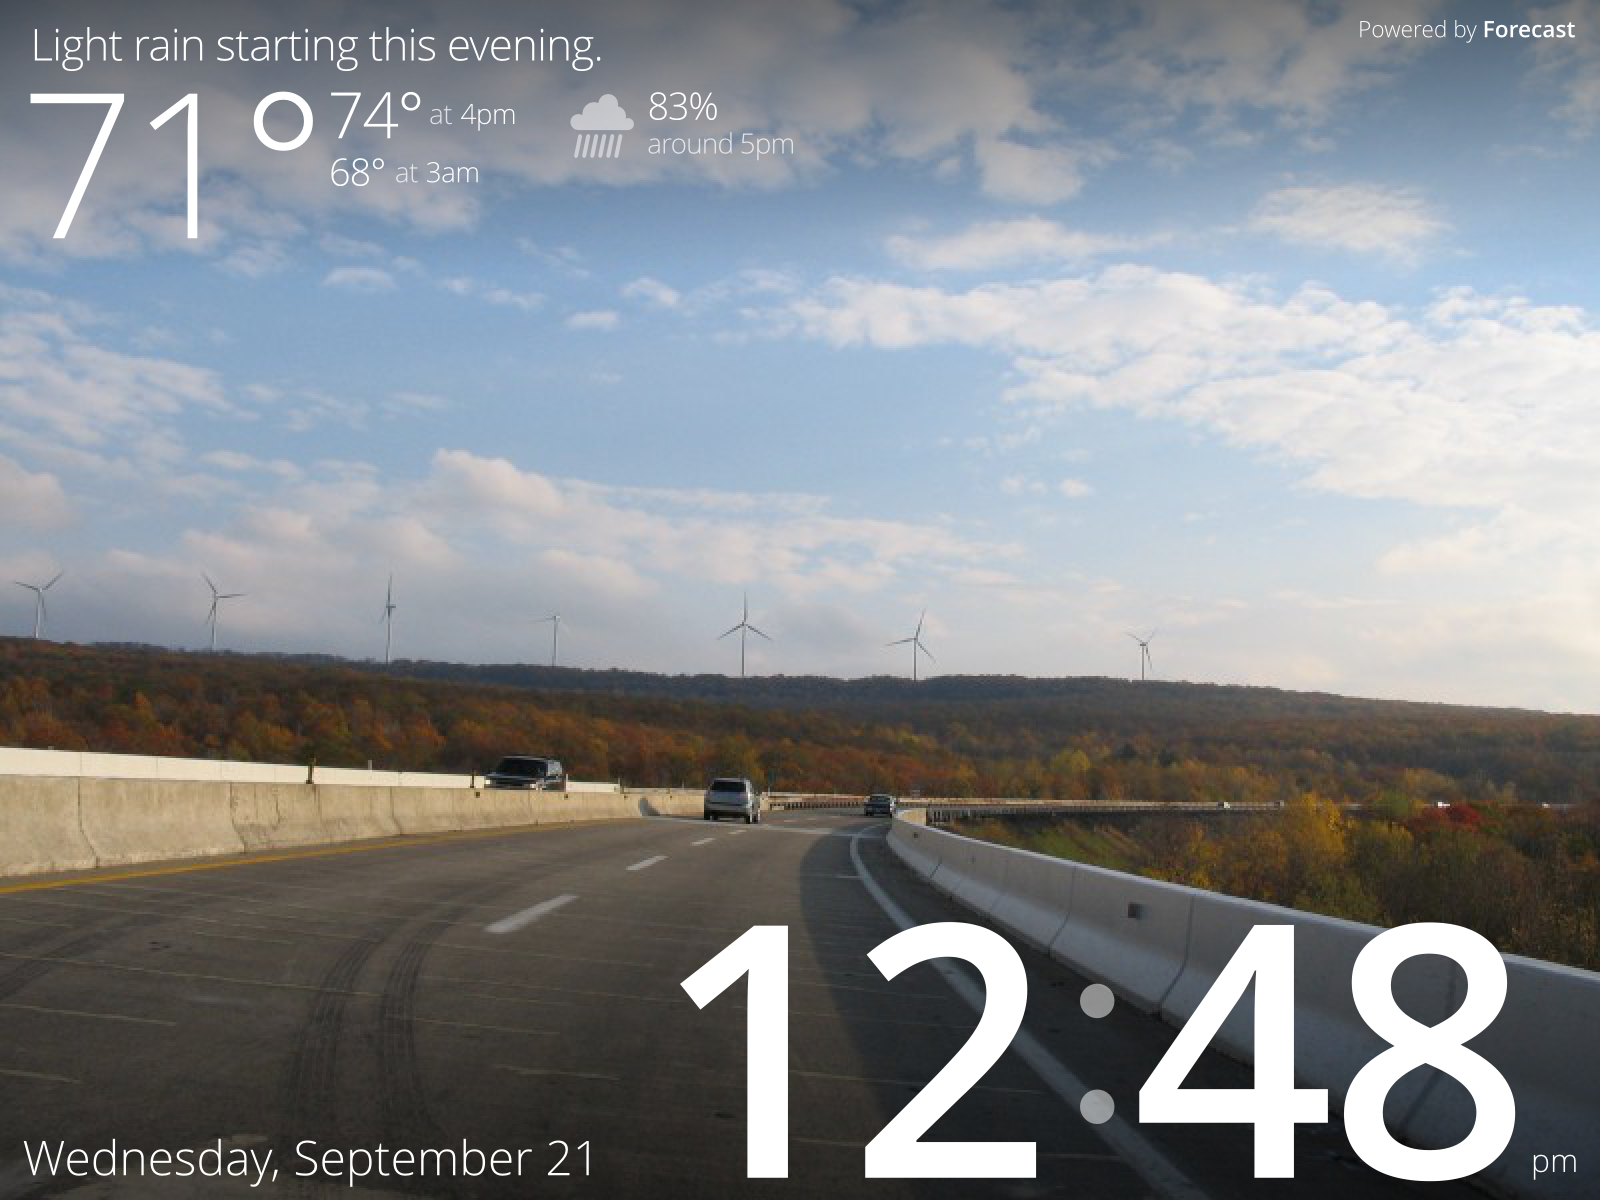 Light rain starting this evening.
Powered by Forecast
71°
74° at 4pm
68° at 3am
83%
around 5pm
Wednesday, September 21
12:48 pm